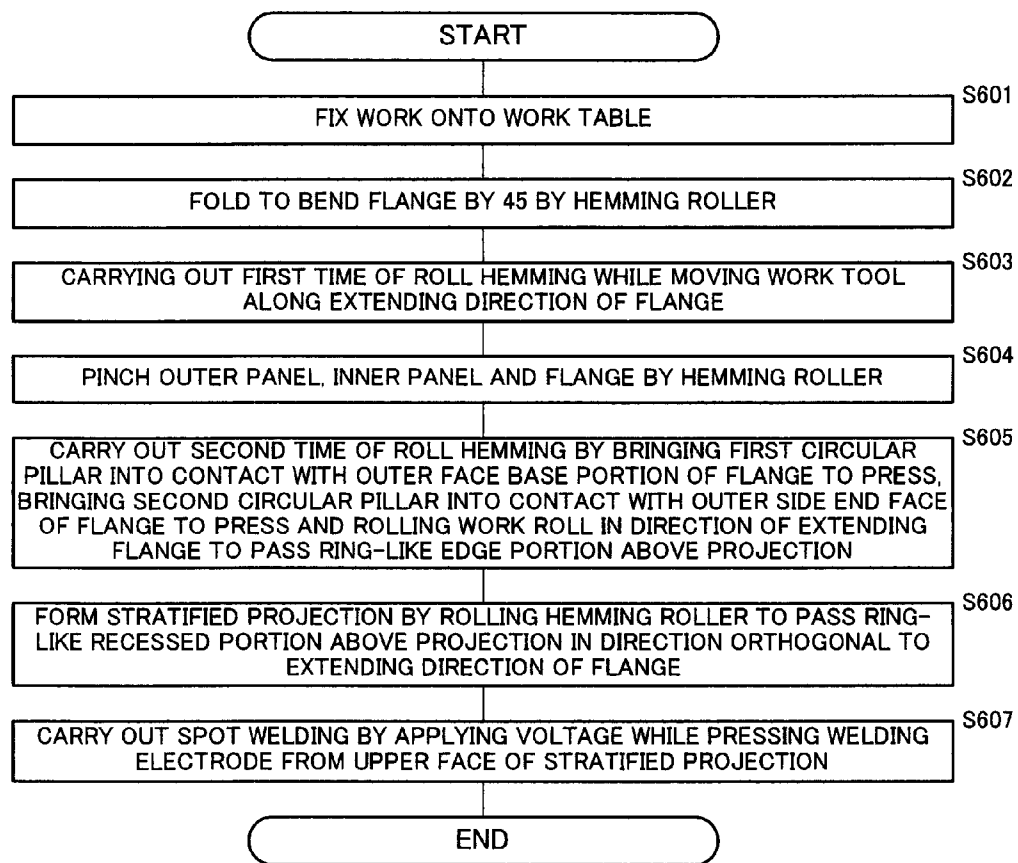 START
S601
FIX WORK ONTO WORK TABLE
S602
FOLD TO BEND FLANGE BY 45 BY HEMMING ROLLER
S603
CARRYING OUT FIRST TIME OF ROLL HEMMING WHILE MOVING WORK TOOL
ALONG EXTENDING DIRECTION OF FLANGE
S604
PINCH OUTER PANEL, INNER PANEL AND FLANGE BY HEMMING ROLLER
S605
CARRY OUT SECOND TIME OF ROLL HEMMING BY BRINGING FIRST CIRCULAR
PILLAR INTO CONTACT WITH OUTER FACE BASE PORTION OF FLANGE TO PRESS,
BRINGING SECOND CIRCULAR PILLAR INTO CONTACT WITH OUTER SIDE END FACE
OF FLANGE TO PRESS AND ROLLING WORK ROLL IN DIRECTION OF EXTENDING
FLANGE TO PASS RING-LIKE EDGE PORTION ABOVE PROJECTION
S606
FORM STRATIFIED PROJECTION BY ROLLING HEMMING ROLLER TO PASS RING-
LIKE RECESSED PORTION ABOVE PROJECTION IN DIRECTION ORTHOGONAL TO
EXTENDING DIRECTION OF FLANGE
S607
CARRY OUT SPOT WELDING BY APPLYING VOLTAGE WHILE PRESSING WELDING
ELECTRODE FROM UPPER FACE OF STRATIFIED PROJECTION
END